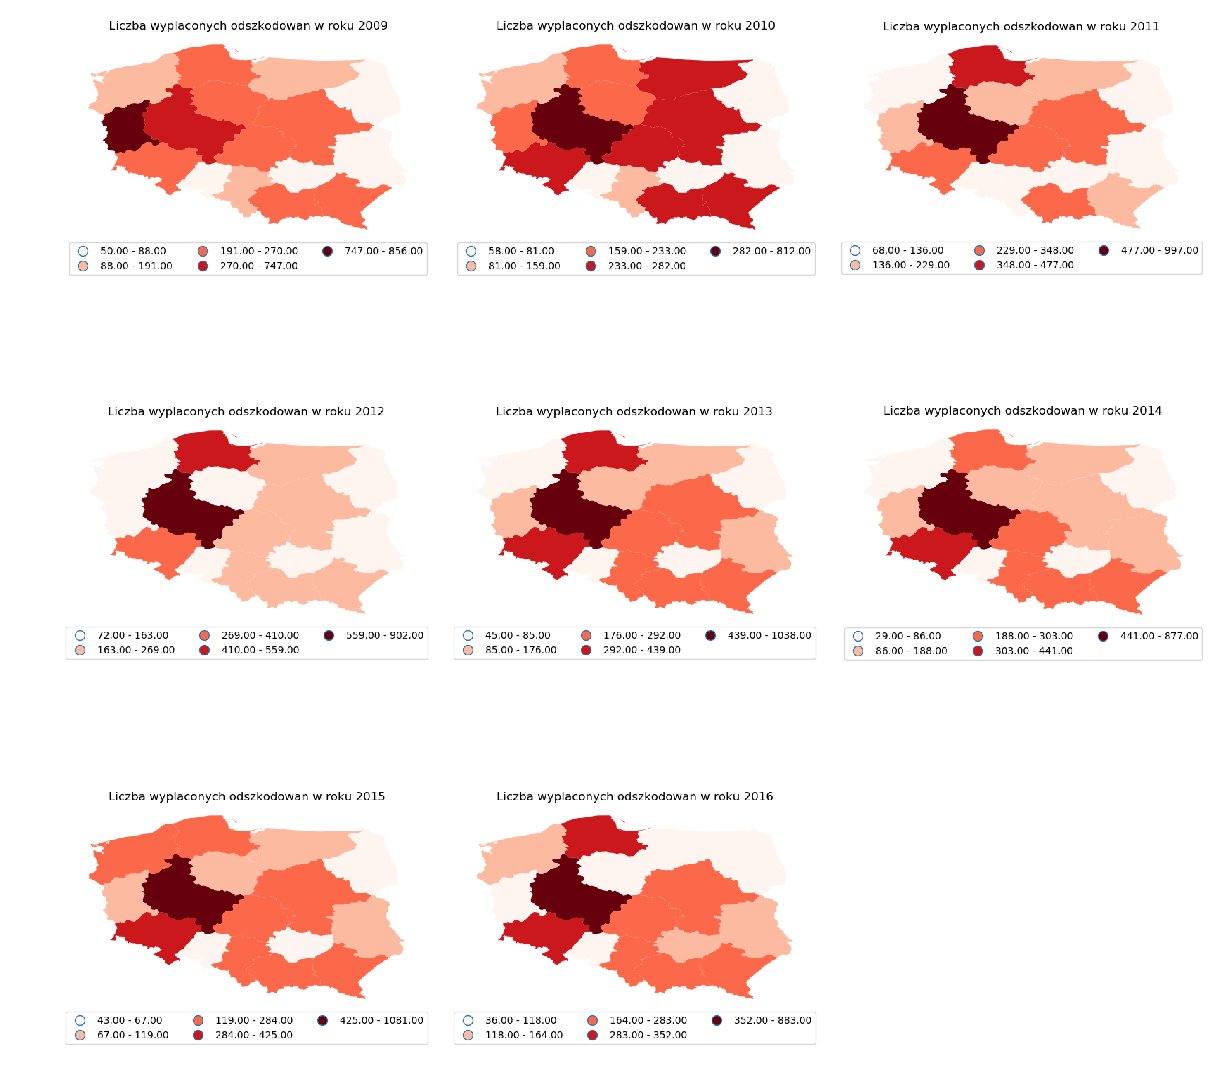 Liczba wyplaconych odszkodowan w roku 2009
50.00 - 88.00 191.00 - 270.00 747.00 - 856.00
88.00 - 191.00 270.00 - 747.00
Liczba wyplaconych odszkodowan w roku 2010
58.00 - 81.00 159.00 - 233.00 282.00 - 812.00
81.00 - 159.00 233.00 - 282.00
Liczba wyplaconych odszkodowan w roku 2011
68.00 - 136.00 229.00 - 348.00 477.00 - 997.00
136.00 - 229.00 348.00 - 477.00
Liczba wyplaconych odszkodowan w roku 2012
72.00 - 163.00 269.00 - 410.00 559.00 - 902.00
163.00 - 269.00 410.00 - 559.00
Liczba wyplaconych odszkodowan w roku 2013
45.00 - 85.00 176.00 - 292.00 439.00 - 1038.00
85.00 - 176.00 292.00 - 439.00
Liczba wyplaconych odszkodowan w roku 2014
29.00 - 86.00 188.00 - 303.00 441.00 - 877.00
86.00 - 188.00 303.00 - 441.00
Liczba wyplaconych odszkodowan w roku 2015
43.00 - 67.00 119.00 - 284.00 425.00 - 1081.00
67.00 - 119.00 284.00 - 425.00
Liczba wyplaconych odszkodowan w roku 2016
36.00 - 118.00 164.00 - 283.00 352.00 - 883.00
118.00 - 164.00 283.00 - 352.00